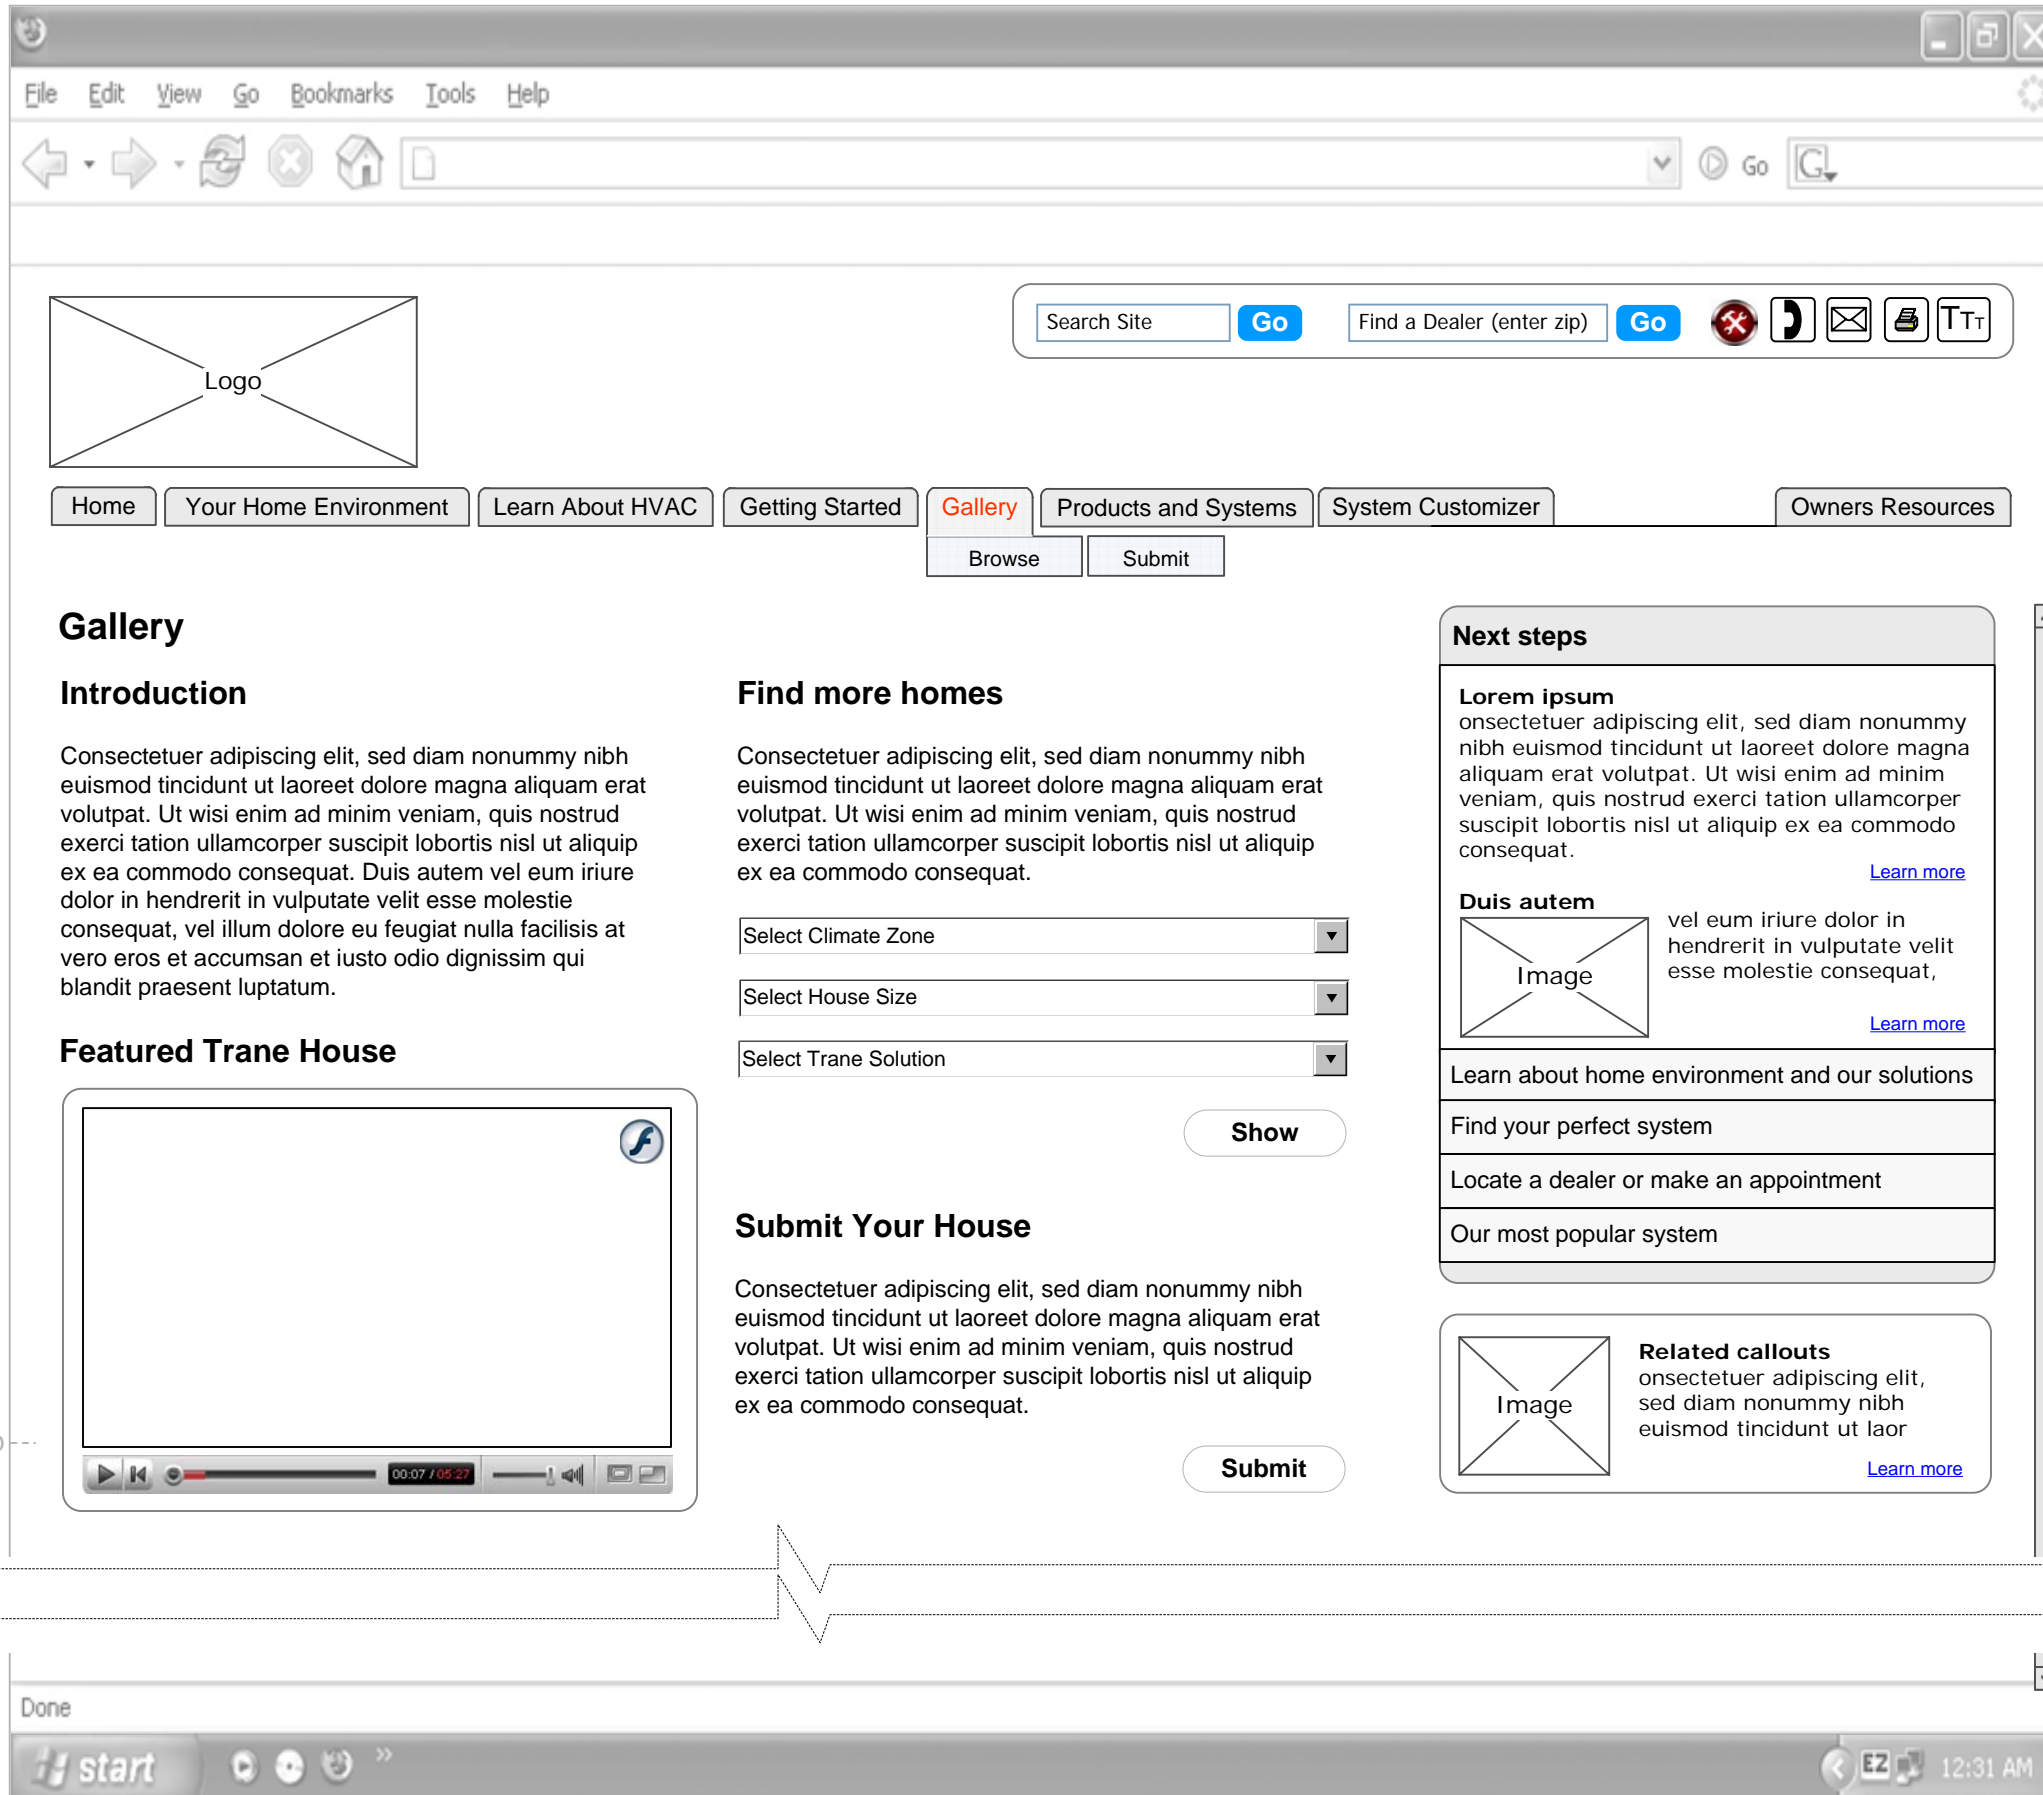 File Edit View Go Bookmarks Tools Help
Go G
Search Site Go Find a Dealer (enter zip) Go TTT
Logo
Home Your Home Environment Learn About HVAC Getting Started Gallery Products and Systems System Customizer Owners Resources
Browse Submit
Gallery
Introduction
Consectetuer adipiscing elit, sed diam nonummy nibh
euismod tincidunt ut laoreet dolore magna aliquam erat
volutpat. Ut wisi enim ad minim veniam, quis nostrud
exerci tation ullamcorper suscipit lobortis nisl ut aliquip
ex ea commodo consequat. Duis autem vel eum iriure
dolor in hendrerit in vulputate velit esse molestie
consequat, vel illum dolore eu feugiat nulla facilisis at
vero eros et accumsan et iusto odio dignissim qui
blandit praesent luptatum.
Featured Trane House
00:07 / 05:27
Find more homes
Consectetuer adipiscing elit, sed diam nonummy nibh
euismod tincidunt ut laoreet dolore magna aliquam erat
volutpat. Ut wisi enim ad minim veniam, quis nostrud
exerci tation ullamcorper suscipit lobortis nisl ut aliquip
ex ea commodo consequat.
Select Climate Zone
Select House Size
Select Trane Solution
Show
Submit Your House
Consectetuer adipiscing elit, sed diam nonummy nibh
euismod tincidunt ut laoreet dolore magna aliquam erat
volutpat. Ut wisi enim ad minim veniam, quis nostrud
exerci tation ullamcorper suscipit lobortis nisl ut aliquip
ex ea commodo consequat.
Submit
Next steps
Lorem ipsum
onsectetuer adipiscing elit, sed diam nonummy
nibh euismod tincidunt ut laoreet dolore magna
aliquam erat volutpat. Ut wisi enim ad minim
veniam, quis nostrud exerci tation ullamcorper
suscipit lobortis nisl ut aliquip ex ea commodo
consequat.
Learn more
Duis autem
Image
vel eum iriure dolor in
hendrerit in vulputate velit
esse molestie consequat,
Learn more
Learn about home environment and our solutions
Find your perfect system
Locate a dealer or make an appointment
Our most popular system
Image
Related callouts
onsectetuer adipiscing elit,
sed diam nonummy nibh
euismod tincidunt ut laor
Learn more
Done
start EZ 12:31 AM